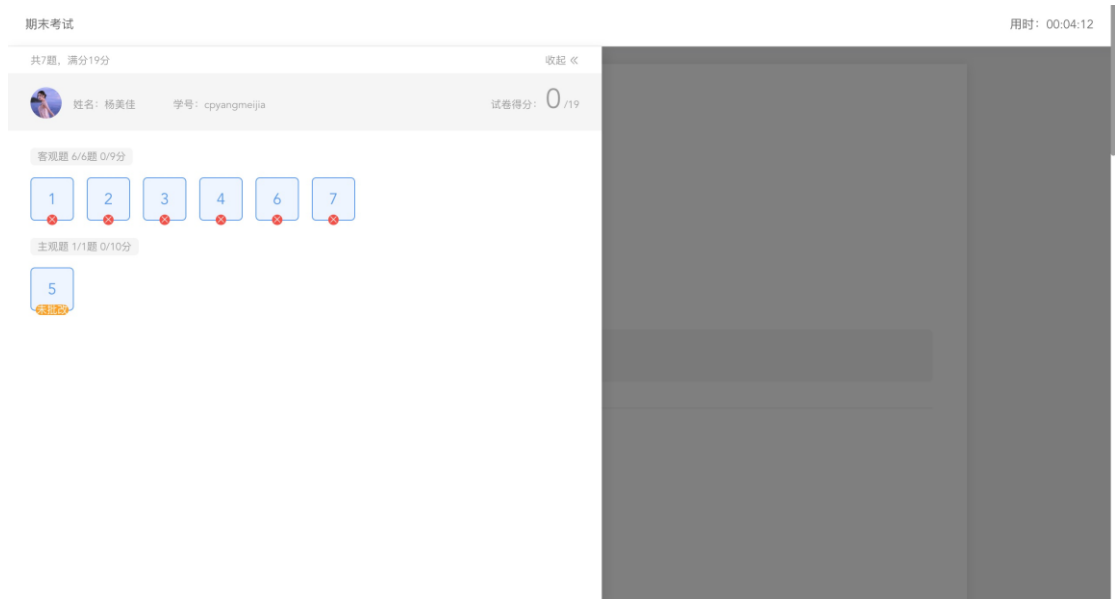 期末考试
用时：00:04:12
共7题，满分19分
收起 «
姓名：杨美佳
学号：cpyangmeijia
试卷得分：0/19
客观题 6/6题 0/9分
1 2 3 4 6 7
主观题 1/1题 0/10分
5
未批改